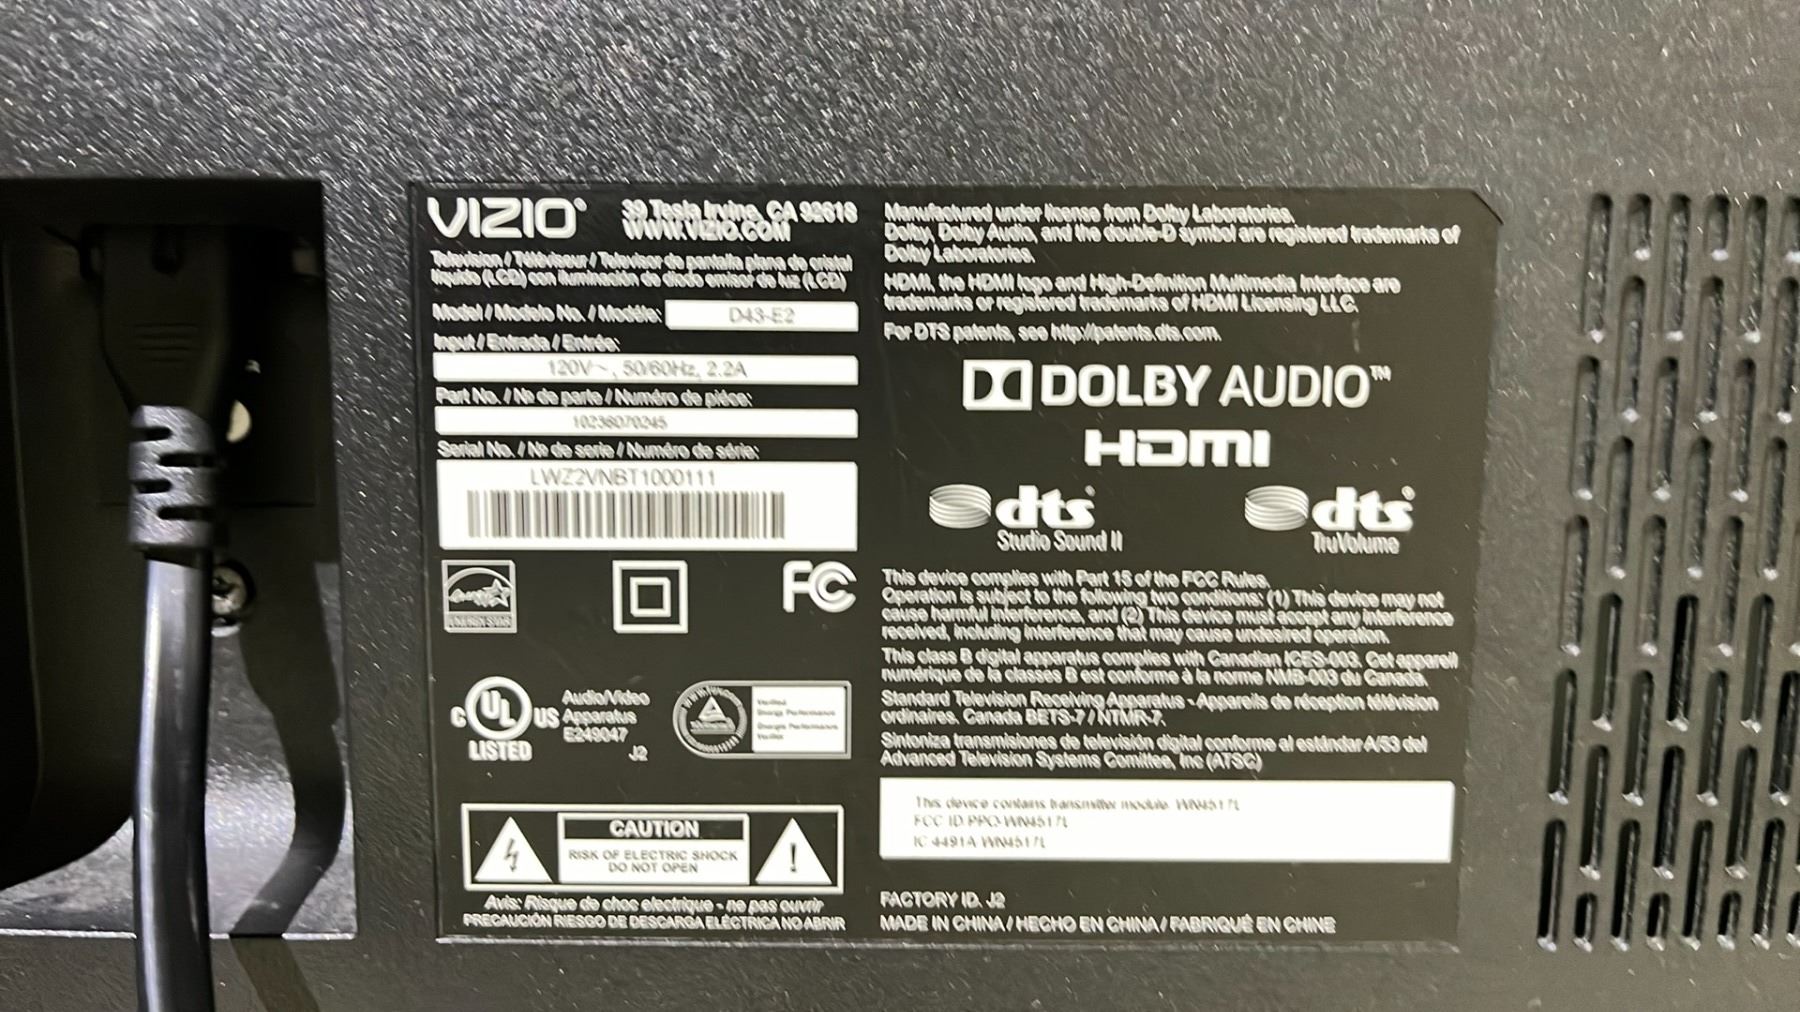 VIZIO®
39 Tesla Irvine, CA 92618
WWW.VIZIO.COM
Television / Téléviseur / Televisor de pantalla plana de cristal
líquido (LCD) con iluminación de diodo emisor de luz (LCD)
Model / Modelo No. / Modèle: D43-E2
Input / Entrada / Entrée:
120V~, 50/60Hz, 2.2A
Part No. / Nº de parte / Numéro de pièce:
10236070245
Serial No. / Nº de serie / Numéro de série:
LWZ2VNBT1000111
ENERGY STAR
FC
C UL US
LISTED
Audio/Video
Apparatus
E249047
J2
Verified
Energy Performance
CAUTION
RISK OF ELECTRIC SHOCK
DO NOT OPEN
Avis: Risque de choc electrique - ne pas ouvrir
PRECAUCIÓN RIESGO DE DESCARGA ELÉCTRICA NO ABRIR
Manufactured under license from Dolby Laboratories.
Dolby, Dolby Audio, and the double-D symbol are registered trademarks of
Dolby Laboratories.
HDMI, the HDMI logo and High-Definition Multimedia Interface are
trademarks or registered trademarks of HDMI Licensing LLC.
For DTS patents, see http://patents.dts.com.
DOLBY AUDIO™
HDMI
dts®
Studio Sound II
dts®
TruVolume
This device complies with Part 15 of the FCC Rules.
Operation is subject to the following two conditions: (1) This device may not
cause harmful interference, and (2) This device must accept any interference
received, including interference that may cause undesired operation.
This class B digital apparatus complies with Canadian ICES-003. Cet appareil
numérique de la classes B est conforme à la norme NMB-003 du Canada.
Standard Television Receiving Apparatus - Appareils de réception télévision
ordinaires. Canada BETS-7 / NTMR-7.
Sintoniza transmisiones de televisión digital conforme al estándar A/53 del
Advanced Television Systems Comittee, Inc (ATSC)
This device contains transmitter module WN4517L
FCC ID PPQ-WN4517L
IC 4491A-WN4517L
FACTORY ID. J2
MADE IN CHINA / HECHO EN CHINA / FABRIQUÉ EN CHINE